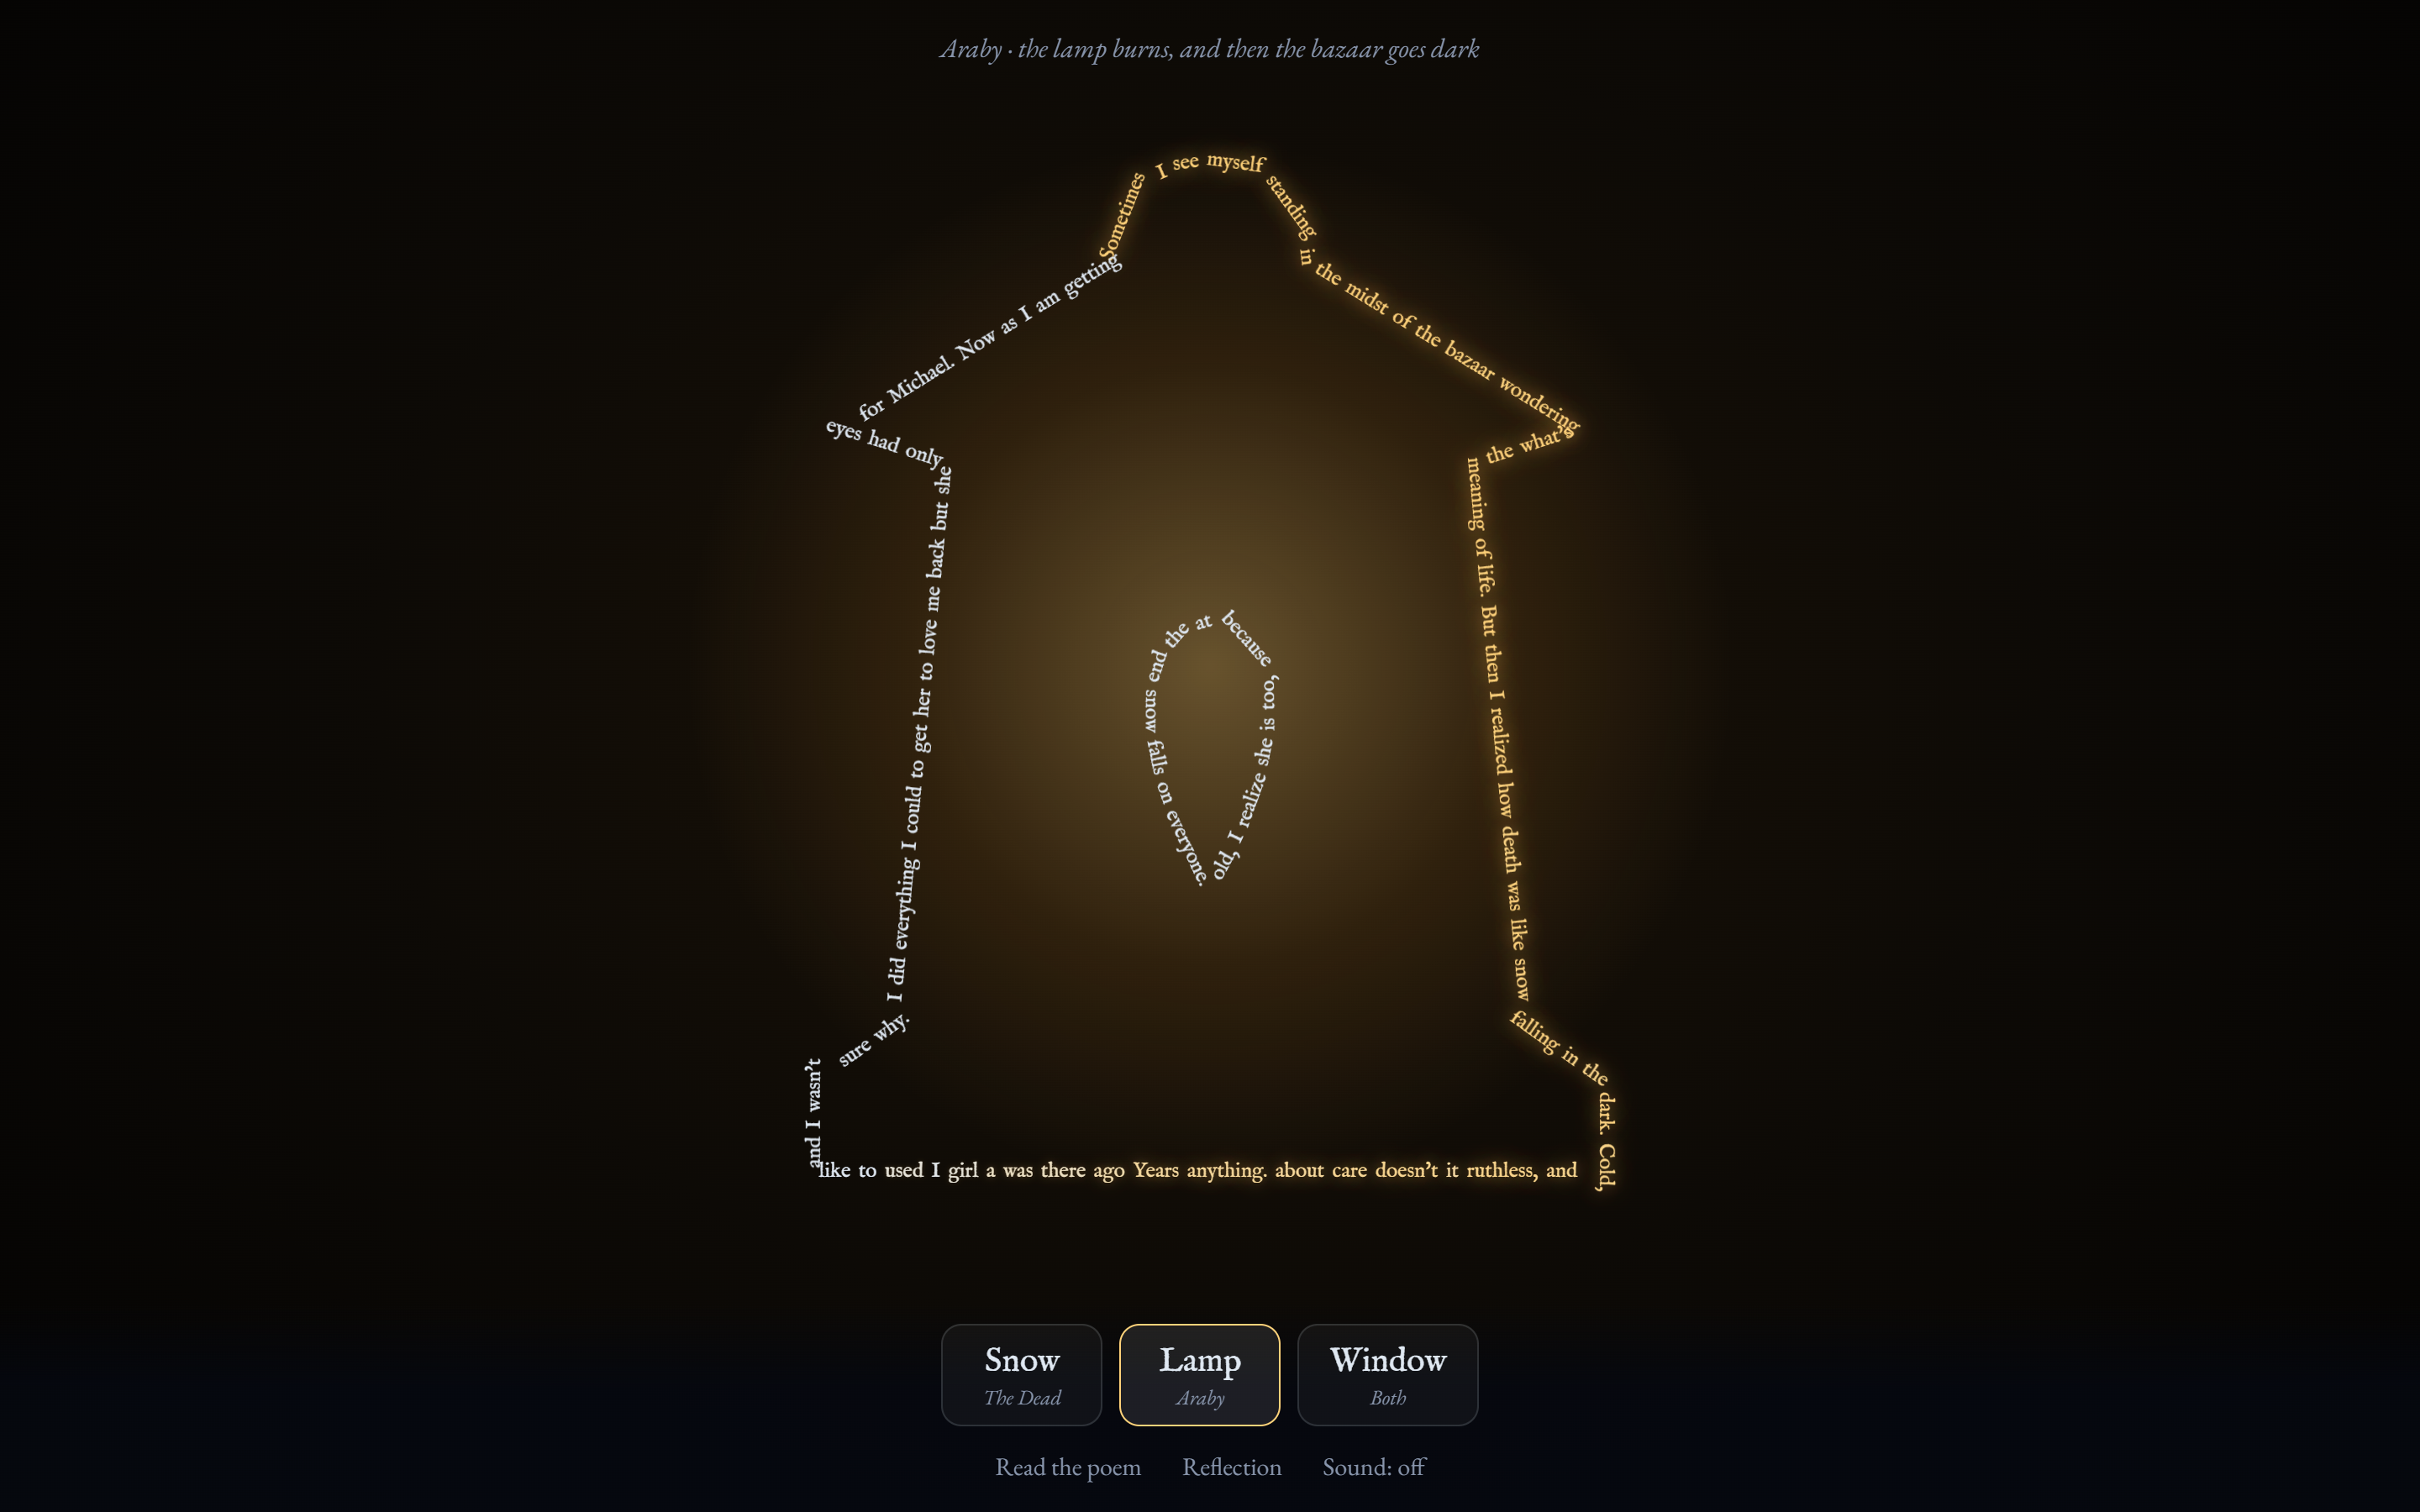 Araby · the lamp burns, and then the bazaar goes dark
Sometimes
I see myself
standing
in
the midst of the bazaar wondering
the what's
meaning of life. But then I realized how death was like snow
falling in the
dark. Cold,
like to used I girl a was there ago Years anything. about care doesn't it ruthless, and
and I wasn't
sure why.
I did everything I could to get her to love me back but she
eyes had only
for Michael. Now as I am getting
old, I realize she is too,
because
at
the
end
snow falls on everyone.
Snow
The Dead
Lamp
Araby
Window
Both
Read the poem
Reflection
Sound: off